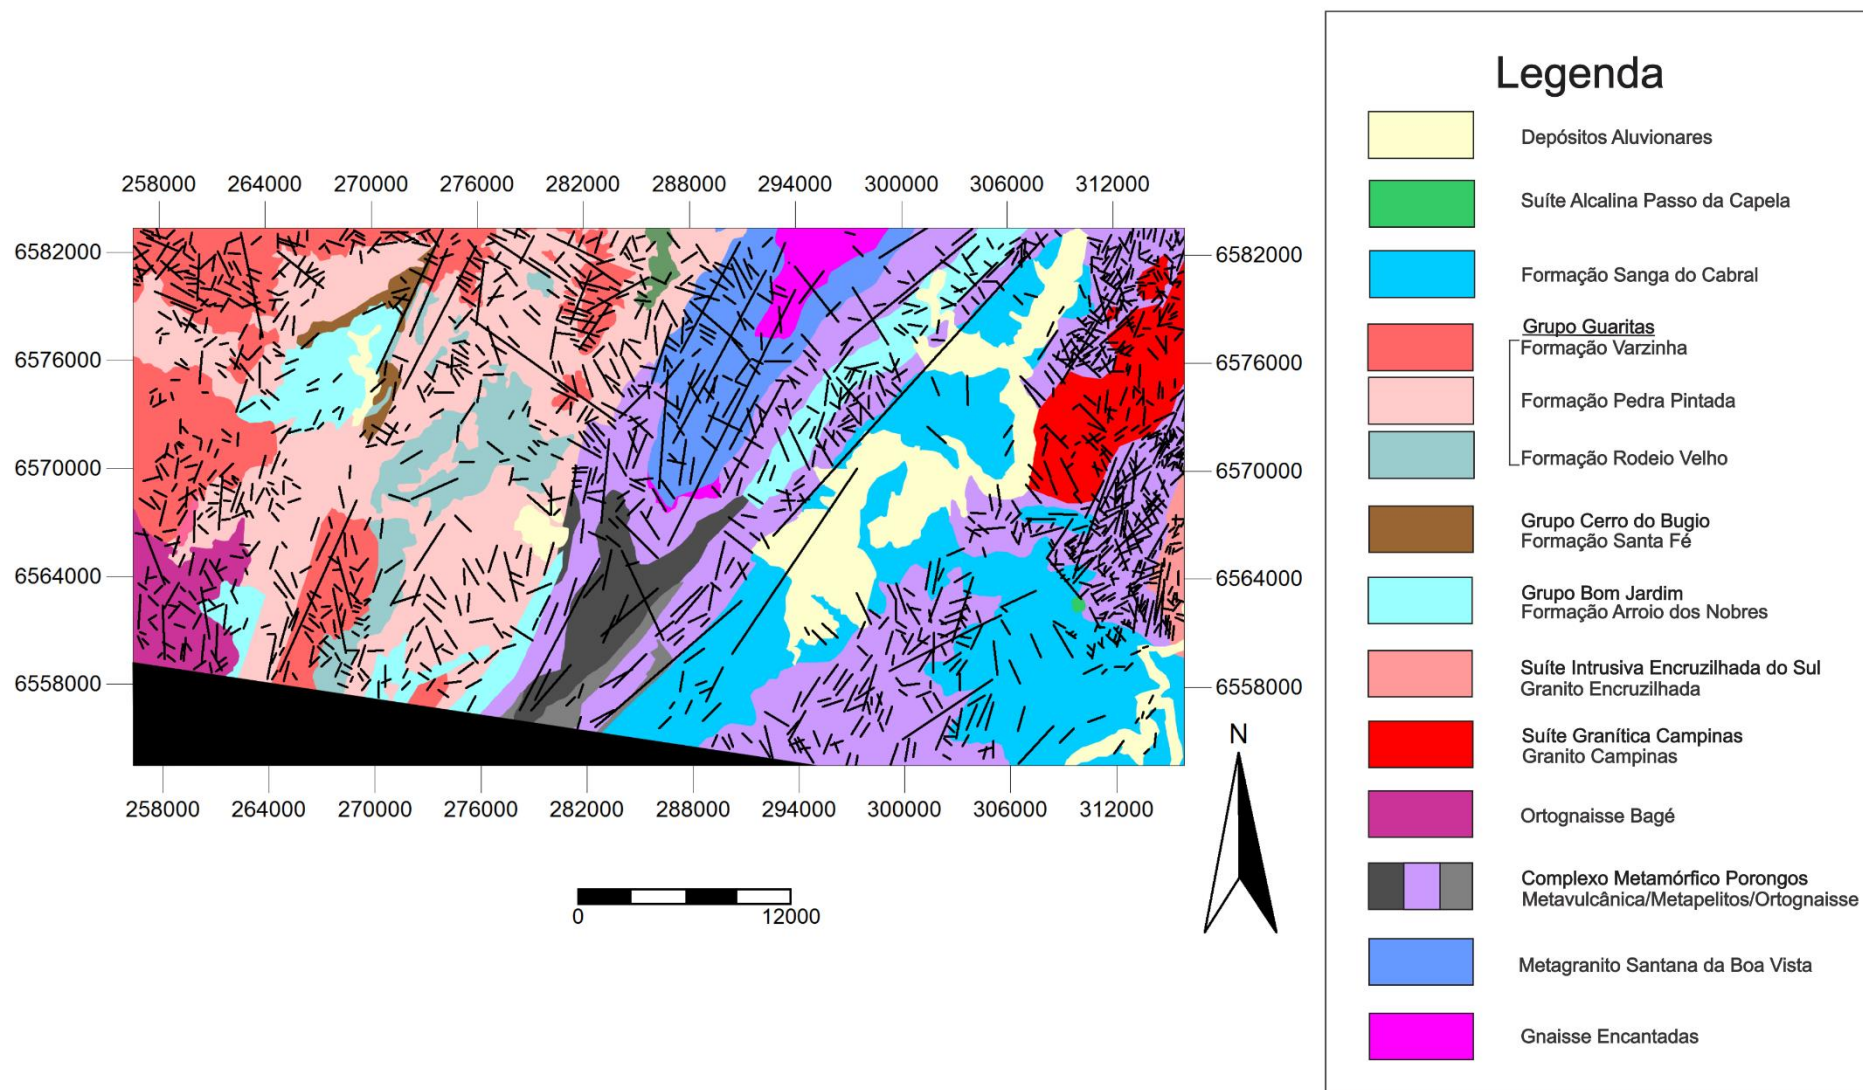 258000 264000 270000 276000 282000 288000 294000 300000 306000 312000
6582000 6582000
6576000 6576000
6570000 6570000
6564000 6564000
6558000 6558000
258000 264000 270000 276000 282000 288000 294000 300000 306000 312000
0 12000
N
Legenda
Depósitos Aluvionares
Suíte Alcalina Passo da Capela
Formação Sanga do Cabral
Grupo Guaritas
Formação Varzinha
Formação Pedra Pintada
Formação Rodeio Velho
Grupo Cerro do Bugio
Formação Santa Fé
Grupo Bom Jardim
Formação Arroio dos Nobres
Suíte Intrusiva Encruzilhada do Sul
Granito Encruzilhada
Suíte Granítica Campinas
Granito Campinas
Ortognaisse Bagé
Complexo Metamórfico Porongos
Metavulcânica/Metapelitos/Ortognaisse
Metagranito Santana da Boa Vista
Gnaisse Encantadas